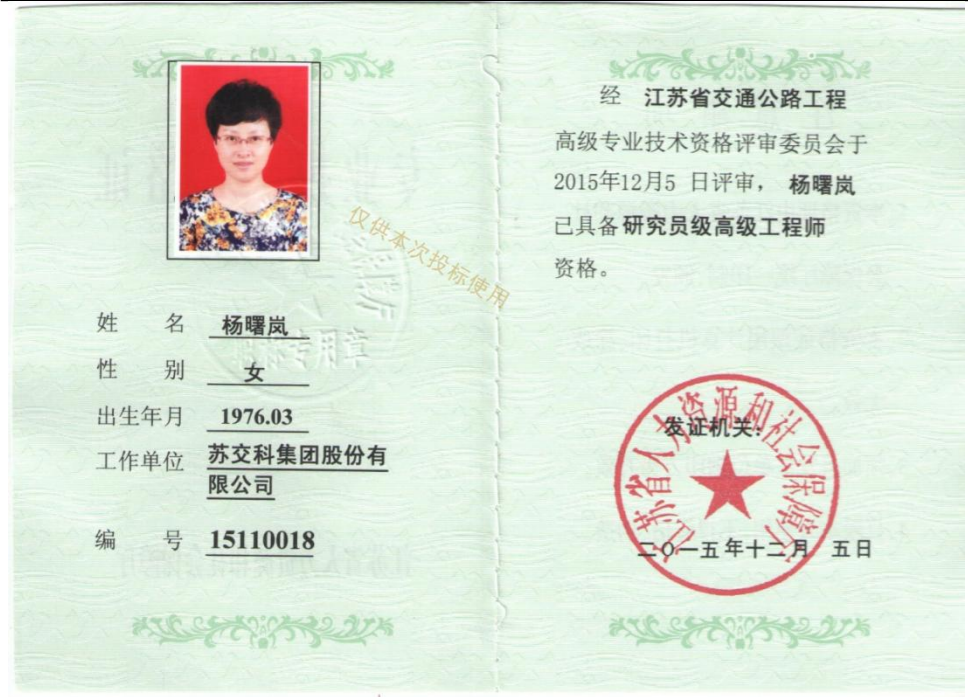 姓 名 杨曙岚
性 别 女
出生年月 1976.03
工作单位 苏交科集团股份有
限公司
编 号 15110018
仅供本次投标使用
专用章
经 江苏省交通公路工程
高级专业技术资格评审委员会于
2015年12月5 日评审， 杨曙岚
已具备 研究员级高级工程师
资格。
江苏省人力资源和社会保障厅
发证机关：
二〇一五年十二月 五日